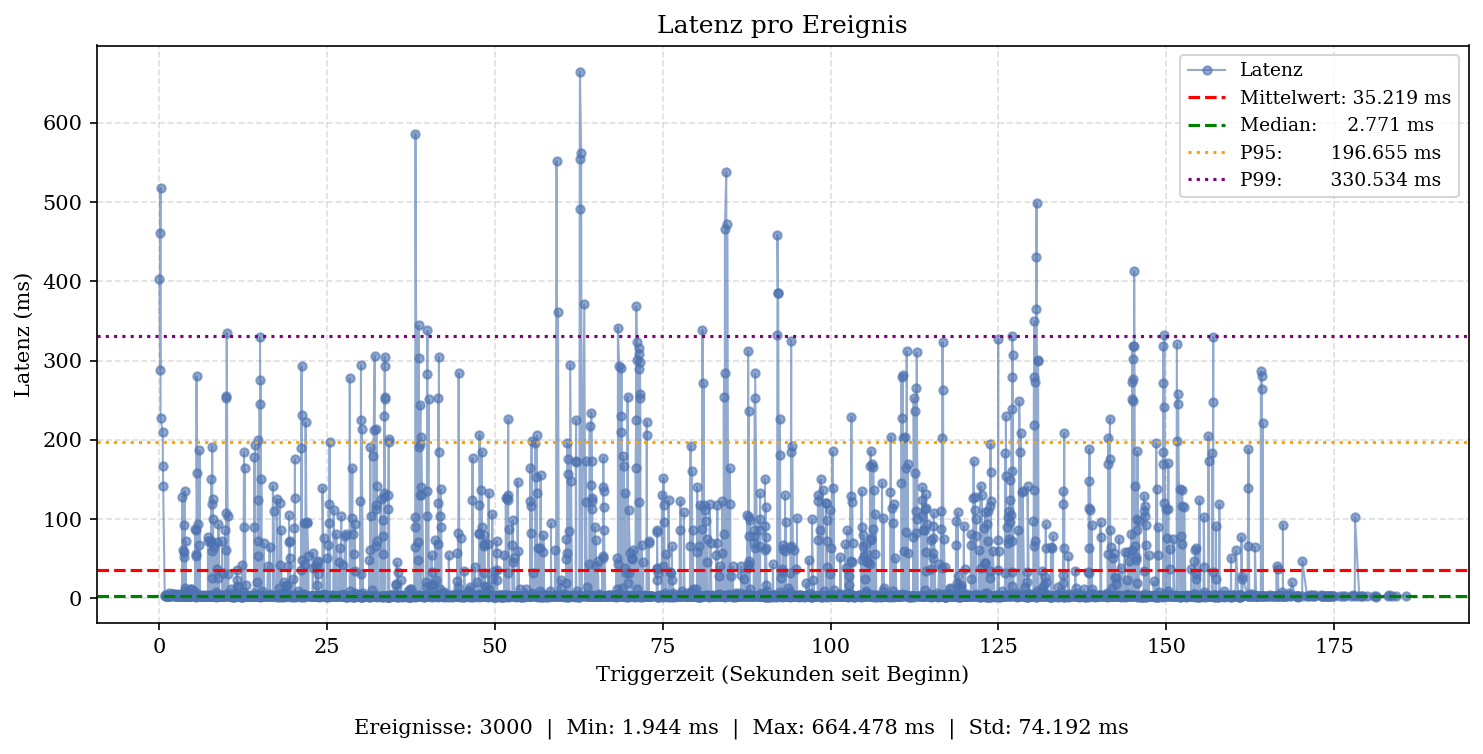 Latenz pro Ereignis
Latenz (ms)
600
500
400
300
200
100
0
Latenz
Mittelwert: 35.219 ms
Median: 2.771 ms
P95: 196.655 ms
P99: 330.534 ms
0 25 50 75 100 125 150 175
Triggerzeit (Sekunden seit Beginn)
Ereignisse: 3000 | Min: 1.944 ms | Max: 664.478 ms | Std: 74.192 ms